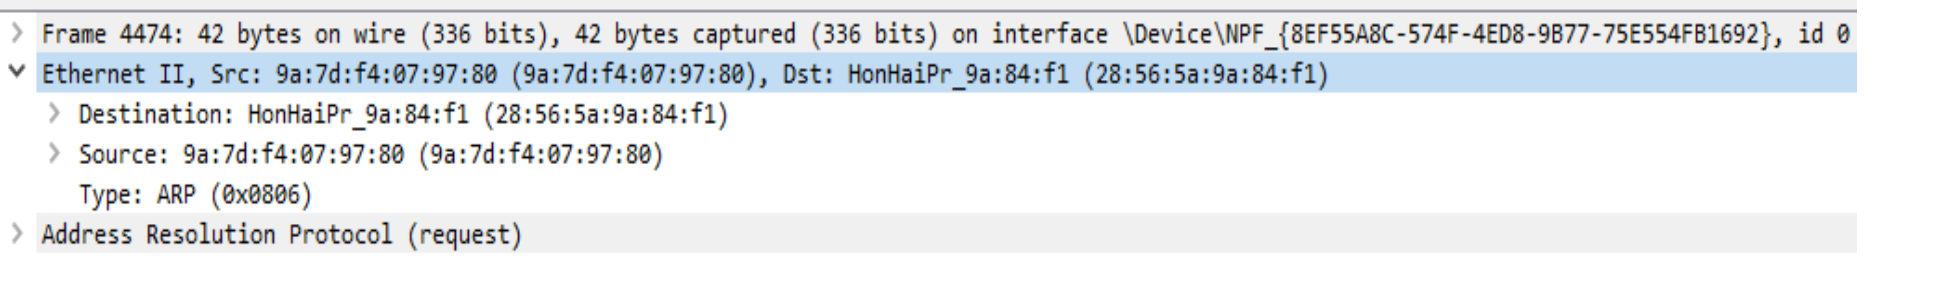 Frame 4474: 42 bytes on wire (336 bits), 42 bytes captured (336 bits) on interface \Device\NPF_{8EF55A8C-574F-4ED8-9B77-75E554FB1692}, id 0
Ethernet II, Src: 9a:7d:f4:07:97:80 (9a:7d:f4:07:97:80), Dst: HonHaiPr_9a:84:f1 (28:56:5a:9a:84:f1)
Destination: HonHaiPr_9a:84:f1 (28:56:5a:9a:84:f1)
Source: 9a:7d:f4:07:97:80 (9a:7d:f4:07:97:80)
Type: ARP (0x0806)
Address Resolution Protocol (request)